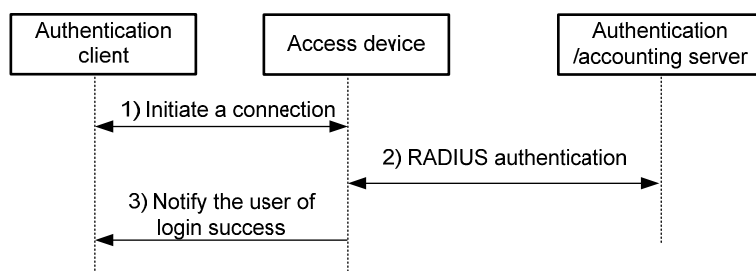 Authentication
client
Access device
Authentication
/accounting server
1) Initiate a connection
2) RADIUS authentication
3) Notify the user of
login success